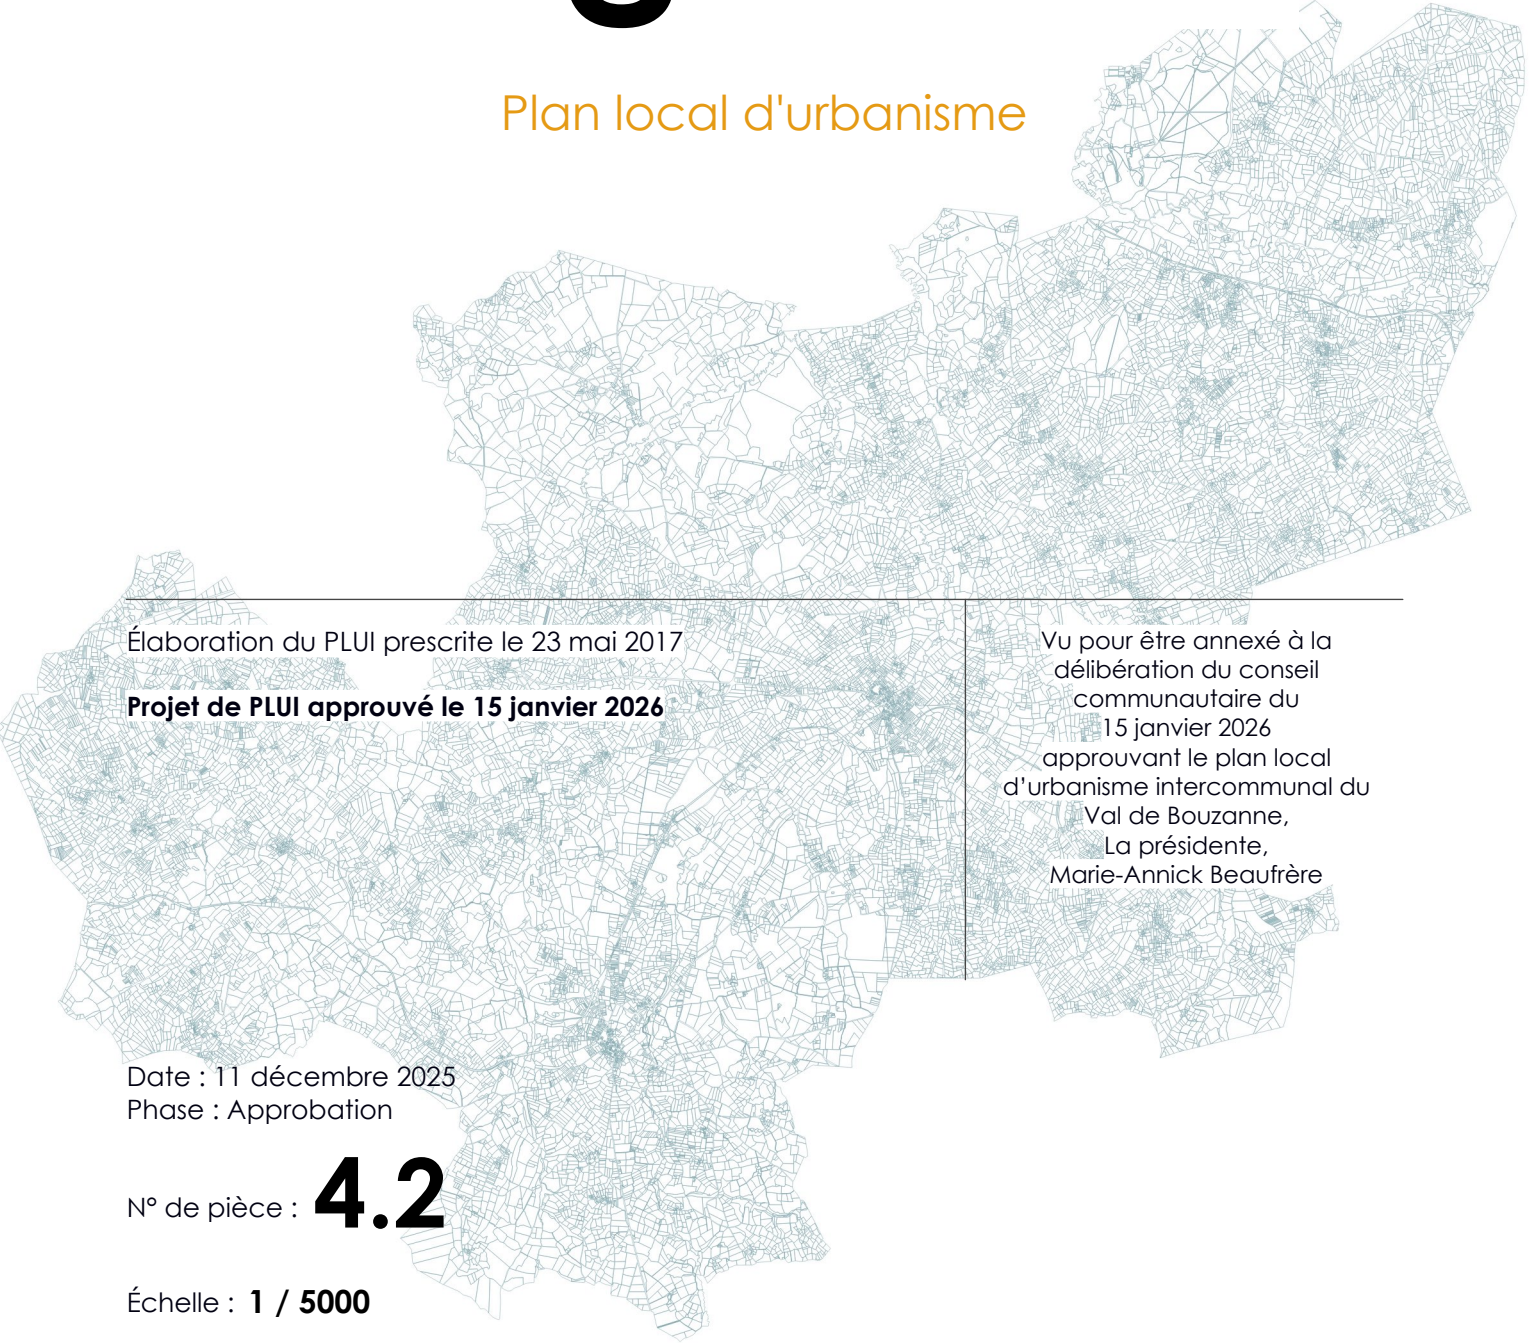 Plan local d'urbanisme
Élaboration du PLUI prescrite le 23 mai 2017
Projet de PLUI approuvé le 15 janvier 2026
Vu pour être annexé à la
délibération du conseil
communautaire du
15 janvier 2026
approuvant le plan local
d’urbanisme intercommunal du
Val de Bouzanne,
La présidente,
Marie-Annick Beaufrère
Date : 11 décembre 2025
Phase : Approbation
N° de pièce : 4.2
Échelle : 1 / 5000